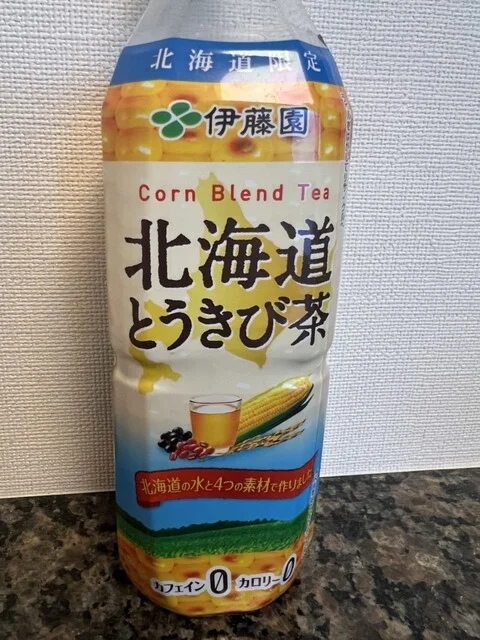 北海道限定
伊藤園
Corn Blend Tea
北海道
とうきび茶
北海道の水と4つの素材で作りました
カフェイン0 カロリー0